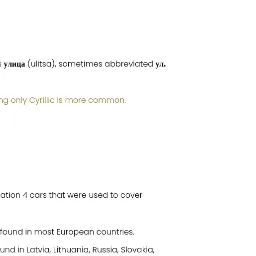 улица (ulitsa), sometimes abbreviated ул.
ng only Cyrillic is more common.
ation 4 cars that were used to cover
found in most European countries.
und in Latvia, Lithuania, Russia, Slovakia,